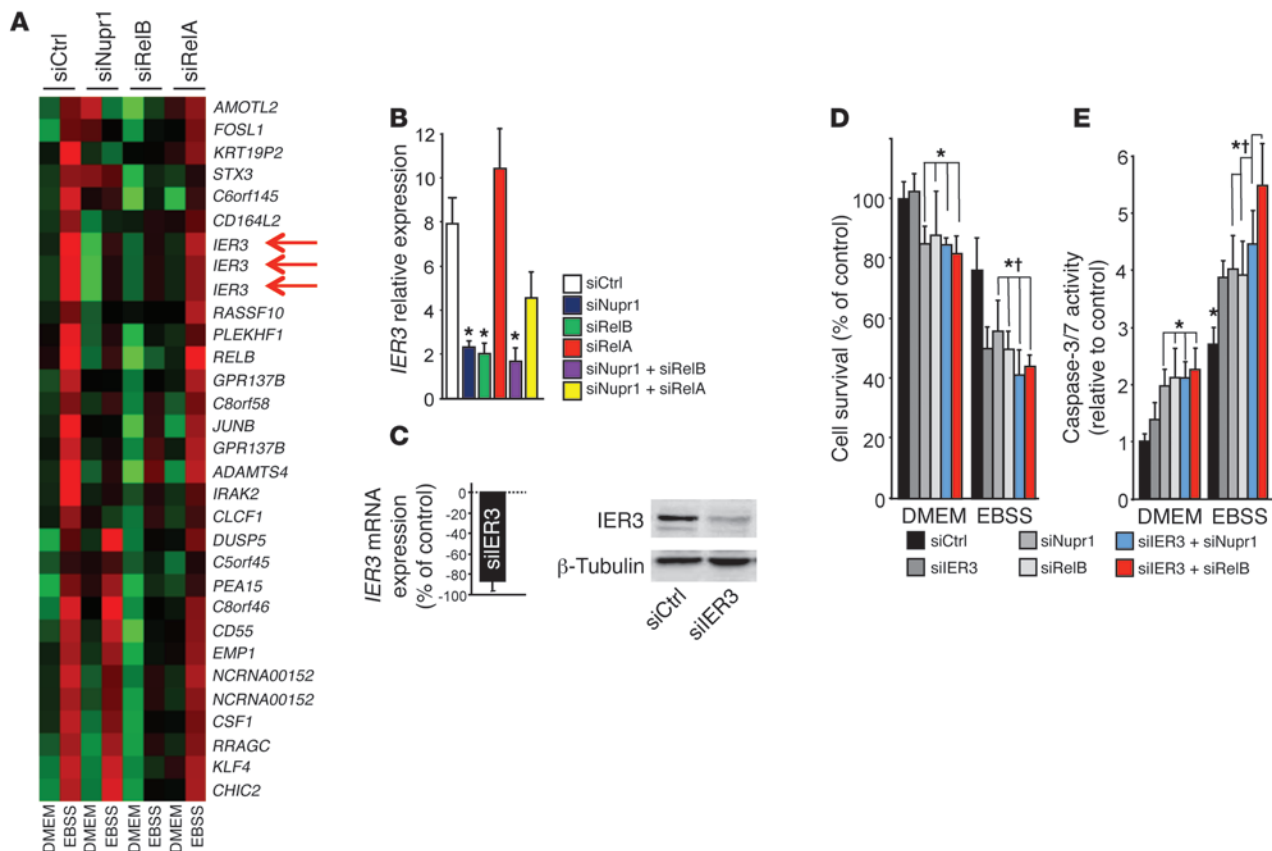 A
siCtrl
siNupr1
siRelB
siRelA
AMOTL2
FOSL1
KRT19P2
STX3
C6orf145
CD164L2
IER3
IER3
IER3
RASSF10
PLEKHF1
RELB
GPR137B
C8orf58
JUNB
GPR137B
ADAMTS4
IRAK2
CLCF1
DUSP5
C5orf45
PEA15
C8orf46
CD55
EMP1
NCRNA00152
NCRNA00152
CSF1
RRAGC
KLF4
CHIC2
DMEM
EBSS
DMEM
EBSS
DMEM
EBSS
DMEM
EBSS
B
IER3 relative expression
12
10
8
6
4
2
0
* * *
siCtrl
siNupr1
siRelB
siRelA
siNupr1 + siRelB
siNupr1 + siRelA
C
IER3 mRNA
expression
(% of control)
0
-20
-40
-60
-80
-100
siIER3
IER3
β-Tubulin
siCtrl
siIER3
D
Cell survival (% of control)
100
80
60
40
20
0
*
*†
DMEM EBSS
E
Caspase-3/7 activity
(relative to control)
6
5
4
3
2
1
0
*
*
*†
DMEM EBSS
siCtrl
siIER3
siNupr1
siRelB
siIER3 + siNupr1
siIER3 + siRelB